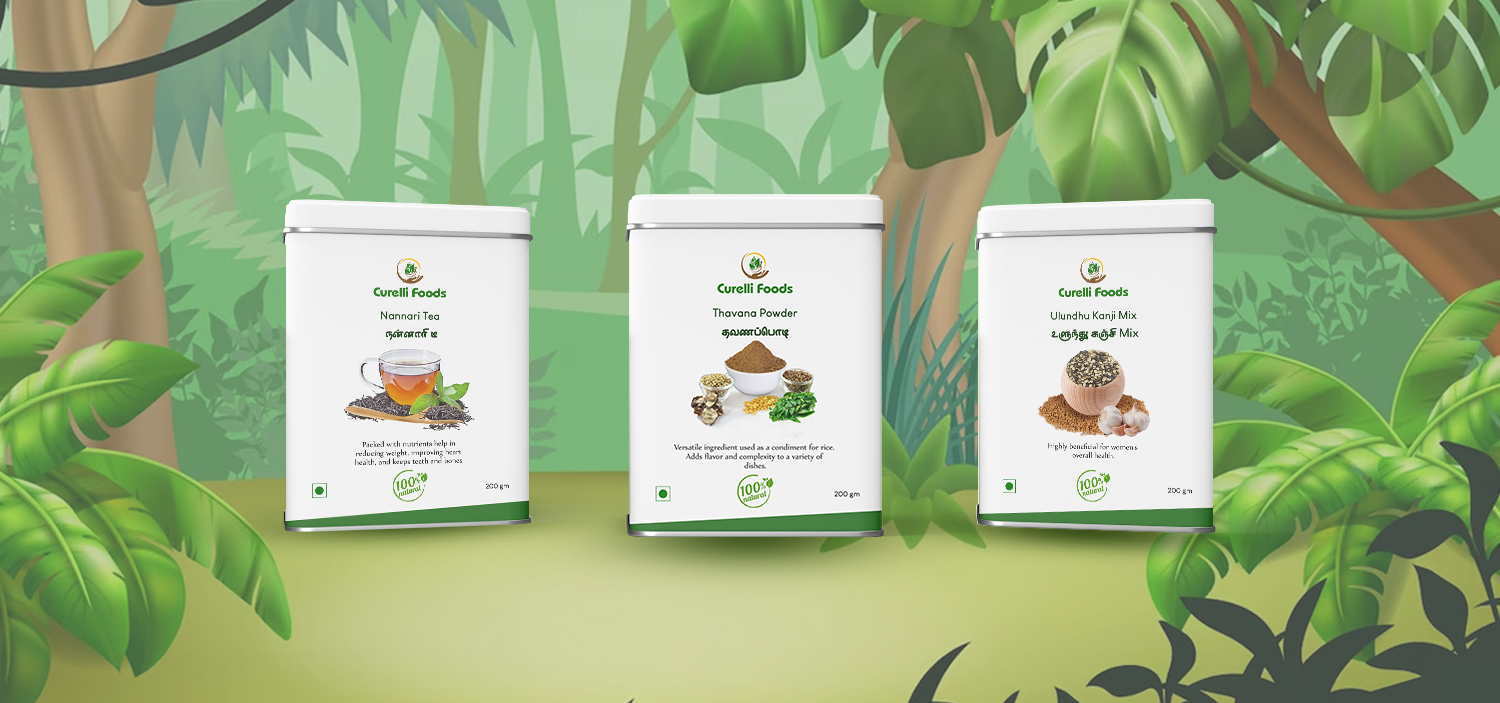 Curelli Foods
Nannari Tea
நன்னாரி டீ
Packed with nutrients help in
reducing weight, improving heart
health, and keeps teeth and bones
100%
natural
200 gm
Curelli Foods
Thavana Powder
தவணப்பொடி
Versatile ingredient used as a condiment for rice.
Adds flavor and complexity to a variety of
dishes.
100%
natural
200 gm
Curelli Foods
Ulundhu Kanji Mix
உளுந்து கஞ்சி Mix
Highly beneficial for women's
overall health.
100%
natural
200 gm